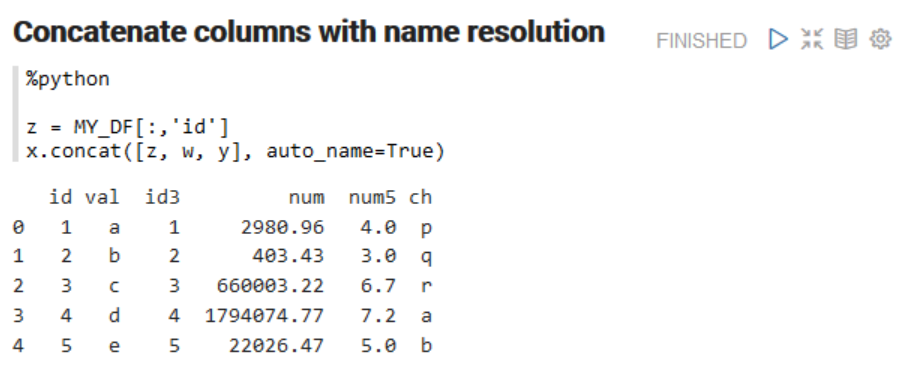 Concatenate columns with name resolution
FINISHED
%python
z = MY_DF[:,'id']
x.concat([z, w, y], auto_name=True)
id val id3 num num5 ch
0 1 a 1 2980.96 4.0 p
1 2 b 2 403.43 3.0 q
2 3 c 3 660003.22 6.7 r
3 4 d 4 1794074.77 7.2 a
4 5 e 5 22026.47 5.0 b